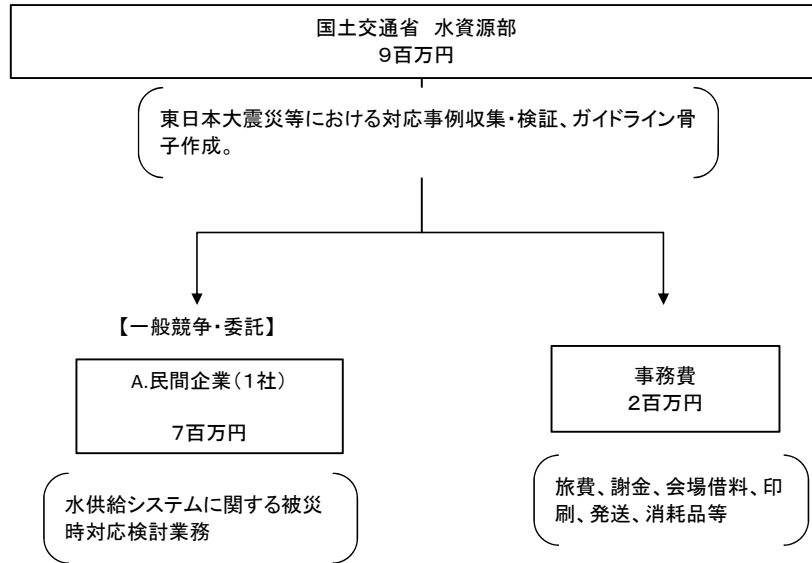 国土交通省　水資源部
９百万円
東日本大震災等における対応事例収集・検証、ガイドライン骨
子作成。
【一般競争・委託】
A.民間企業（１社）
７百万円
事務費
２百万円
水供給システムに関する被災
時対応検討業務
旅費、謝金、会場借料、印
刷、発送、消耗品等